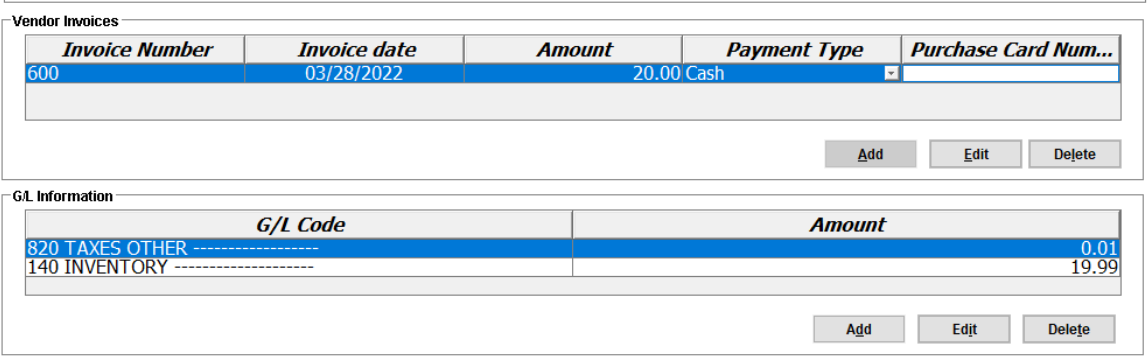 Vendor Invoices
Invoice Number Invoice date Amount Payment Type Purchase Card Num...
600 03/28/2022 20.00 Cash
Add Edit Delete
G/L Information
G/L Code Amount
820 TAXES OTHER ------------------ 0.01
140 INVENTORY -------------------- 19.99
Add Edit Delete